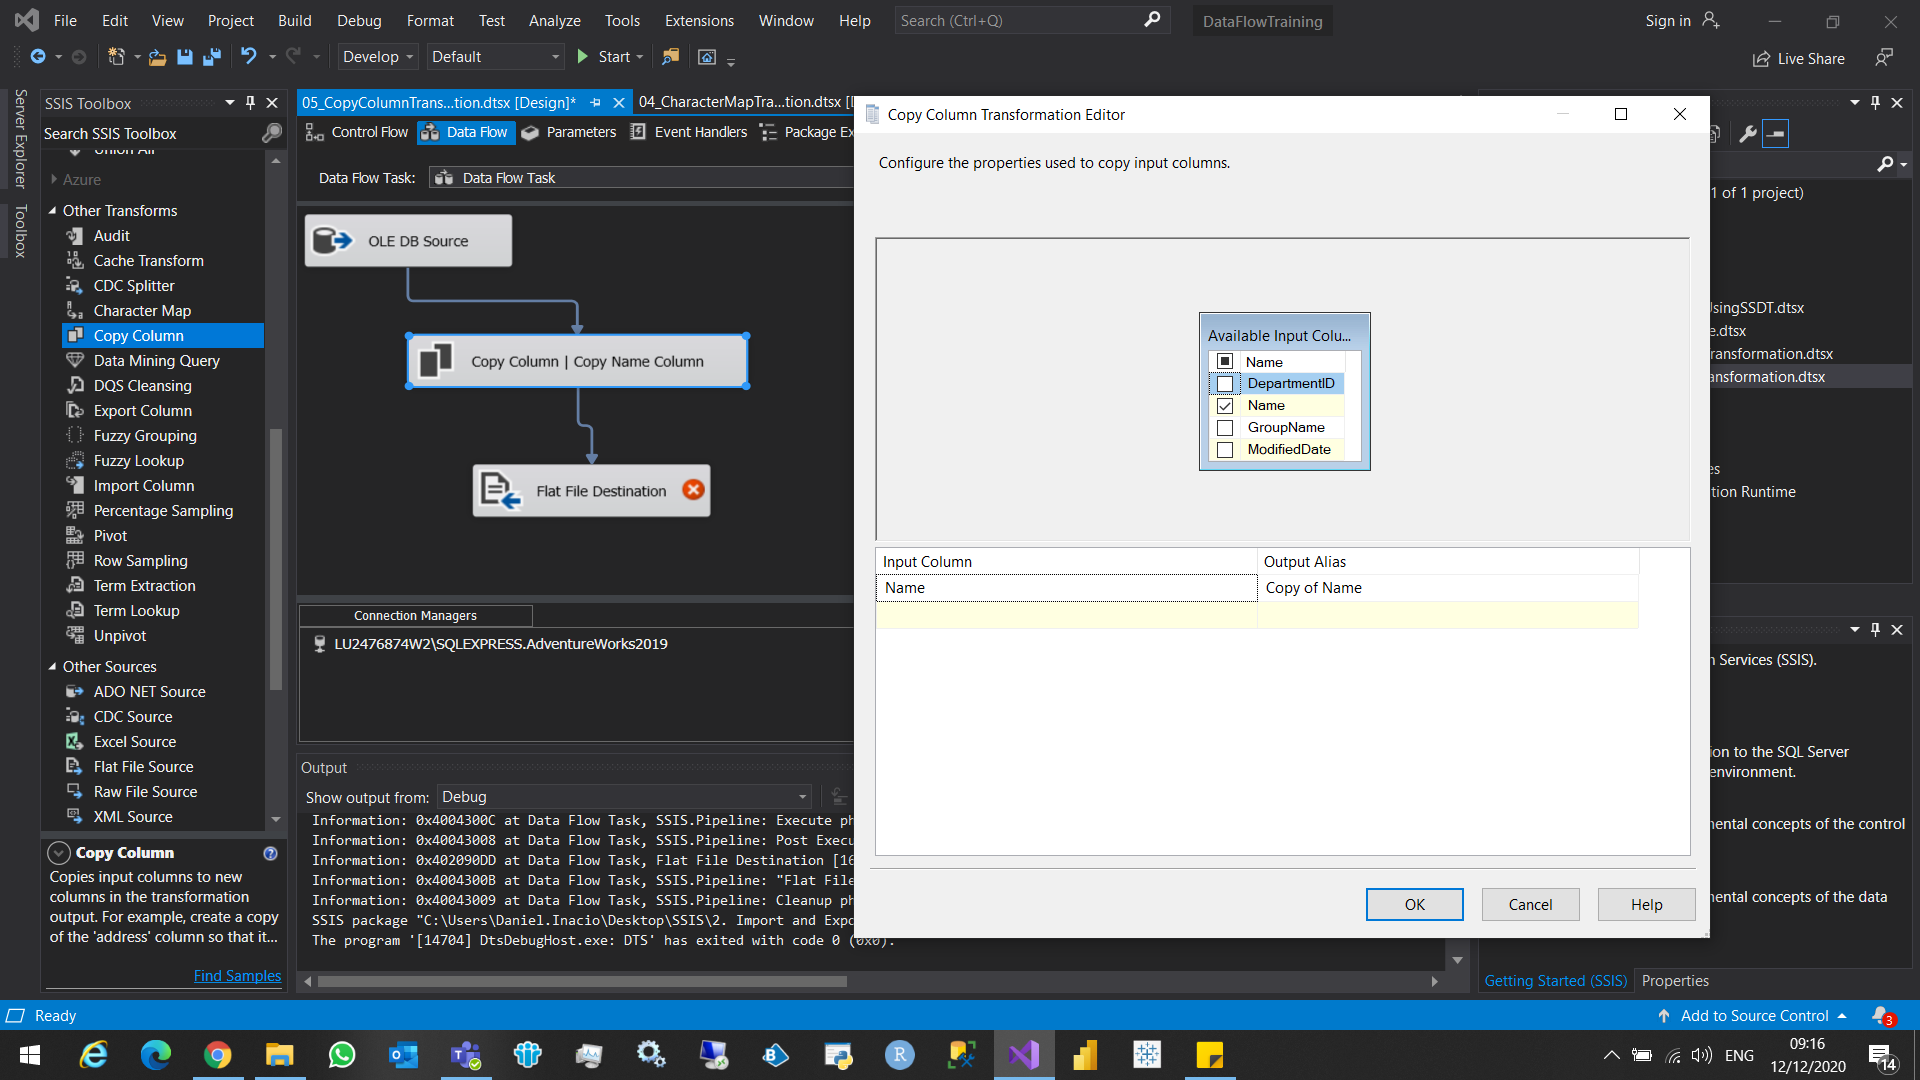 File Edit View Project Build Debug Format Test Analyze Tools Extensions Window Help Search (Ctrl+Q) DataFlowTraining Sign in
Develop Default Start Live Share
Server Explorer
Toolbox
SSIS Toolbox
Search SSIS Toolbox
Union All
Azure
Other Transforms
Audit
Cache Transform
CDC Splitter
Character Map
Copy Column
Data Mining Query
DQS Cleansing
Export Column
Fuzzy Grouping
Fuzzy Lookup
Import Column
Percentage Sampling
Pivot
Row Sampling
Term Extraction
Term Lookup
Unpivot
Other Sources
ADO NET Source
CDC Source
Excel Source
Flat File Source
Raw File Source
XML Source
Copy Column
Copies input columns to new
columns in the transformation
output. For example, create a copy
of the 'address' column so that it...
Find Samples
05_CopyColumnTrans...tion.dtsx [Design]* 04_CharacterMapTra...tion.dtsx [
Control Flow Data Flow Parameters Event Handlers Package Ex
Data Flow Task: Data Flow Task
OLE DB Source
Copy Column | Copy Name Column
Flat File Destination
Connection Managers
LU2476874W2\SQLEXPRESS.AdventureWorks2019
Output
Show output from: Debug
Information: 0x4004300C at Data Flow Task, SSIS.Pipeline: Execute ph
Information: 0x40043008 at Data Flow Task, SSIS.Pipeline: Post Execu
Information: 0x402090DD at Data Flow Task, Flat File Destination [16
Information: 0x4004300B at Data Flow Task, SSIS.Pipeline: "Flat File
Information: 0x40043009 at Data Flow Task, SSIS.Pipeline: Cleanup ph
SSIS package "C:\Users\Daniel.Inacio\Desktop\SSIS\2. Import and Expo
The program '[14704] DtsDebugHost.exe: DTS' has exited with code 0 (0x0).
Copy Column Transformation Editor
Configure the properties used to copy input columns.
Available Input Colu...
Name
DepartmentID
Name
GroupName
ModifiedDate
Input Column Output Alias
Name Copy of Name
OK Cancel Help
1 of 1 project)
UsingSSDT.dtsx
e.dtsx
ransformation.dtsx
ansformation.dtsx
es
tion Runtime
n Services (SSIS).
ion to the SQL Server
environment.
mental concepts of the control
mental concepts of the data
Getting Started (SSIS) Properties
Ready Add to Source Control 3
ENG 09:16
12/12/2020 14